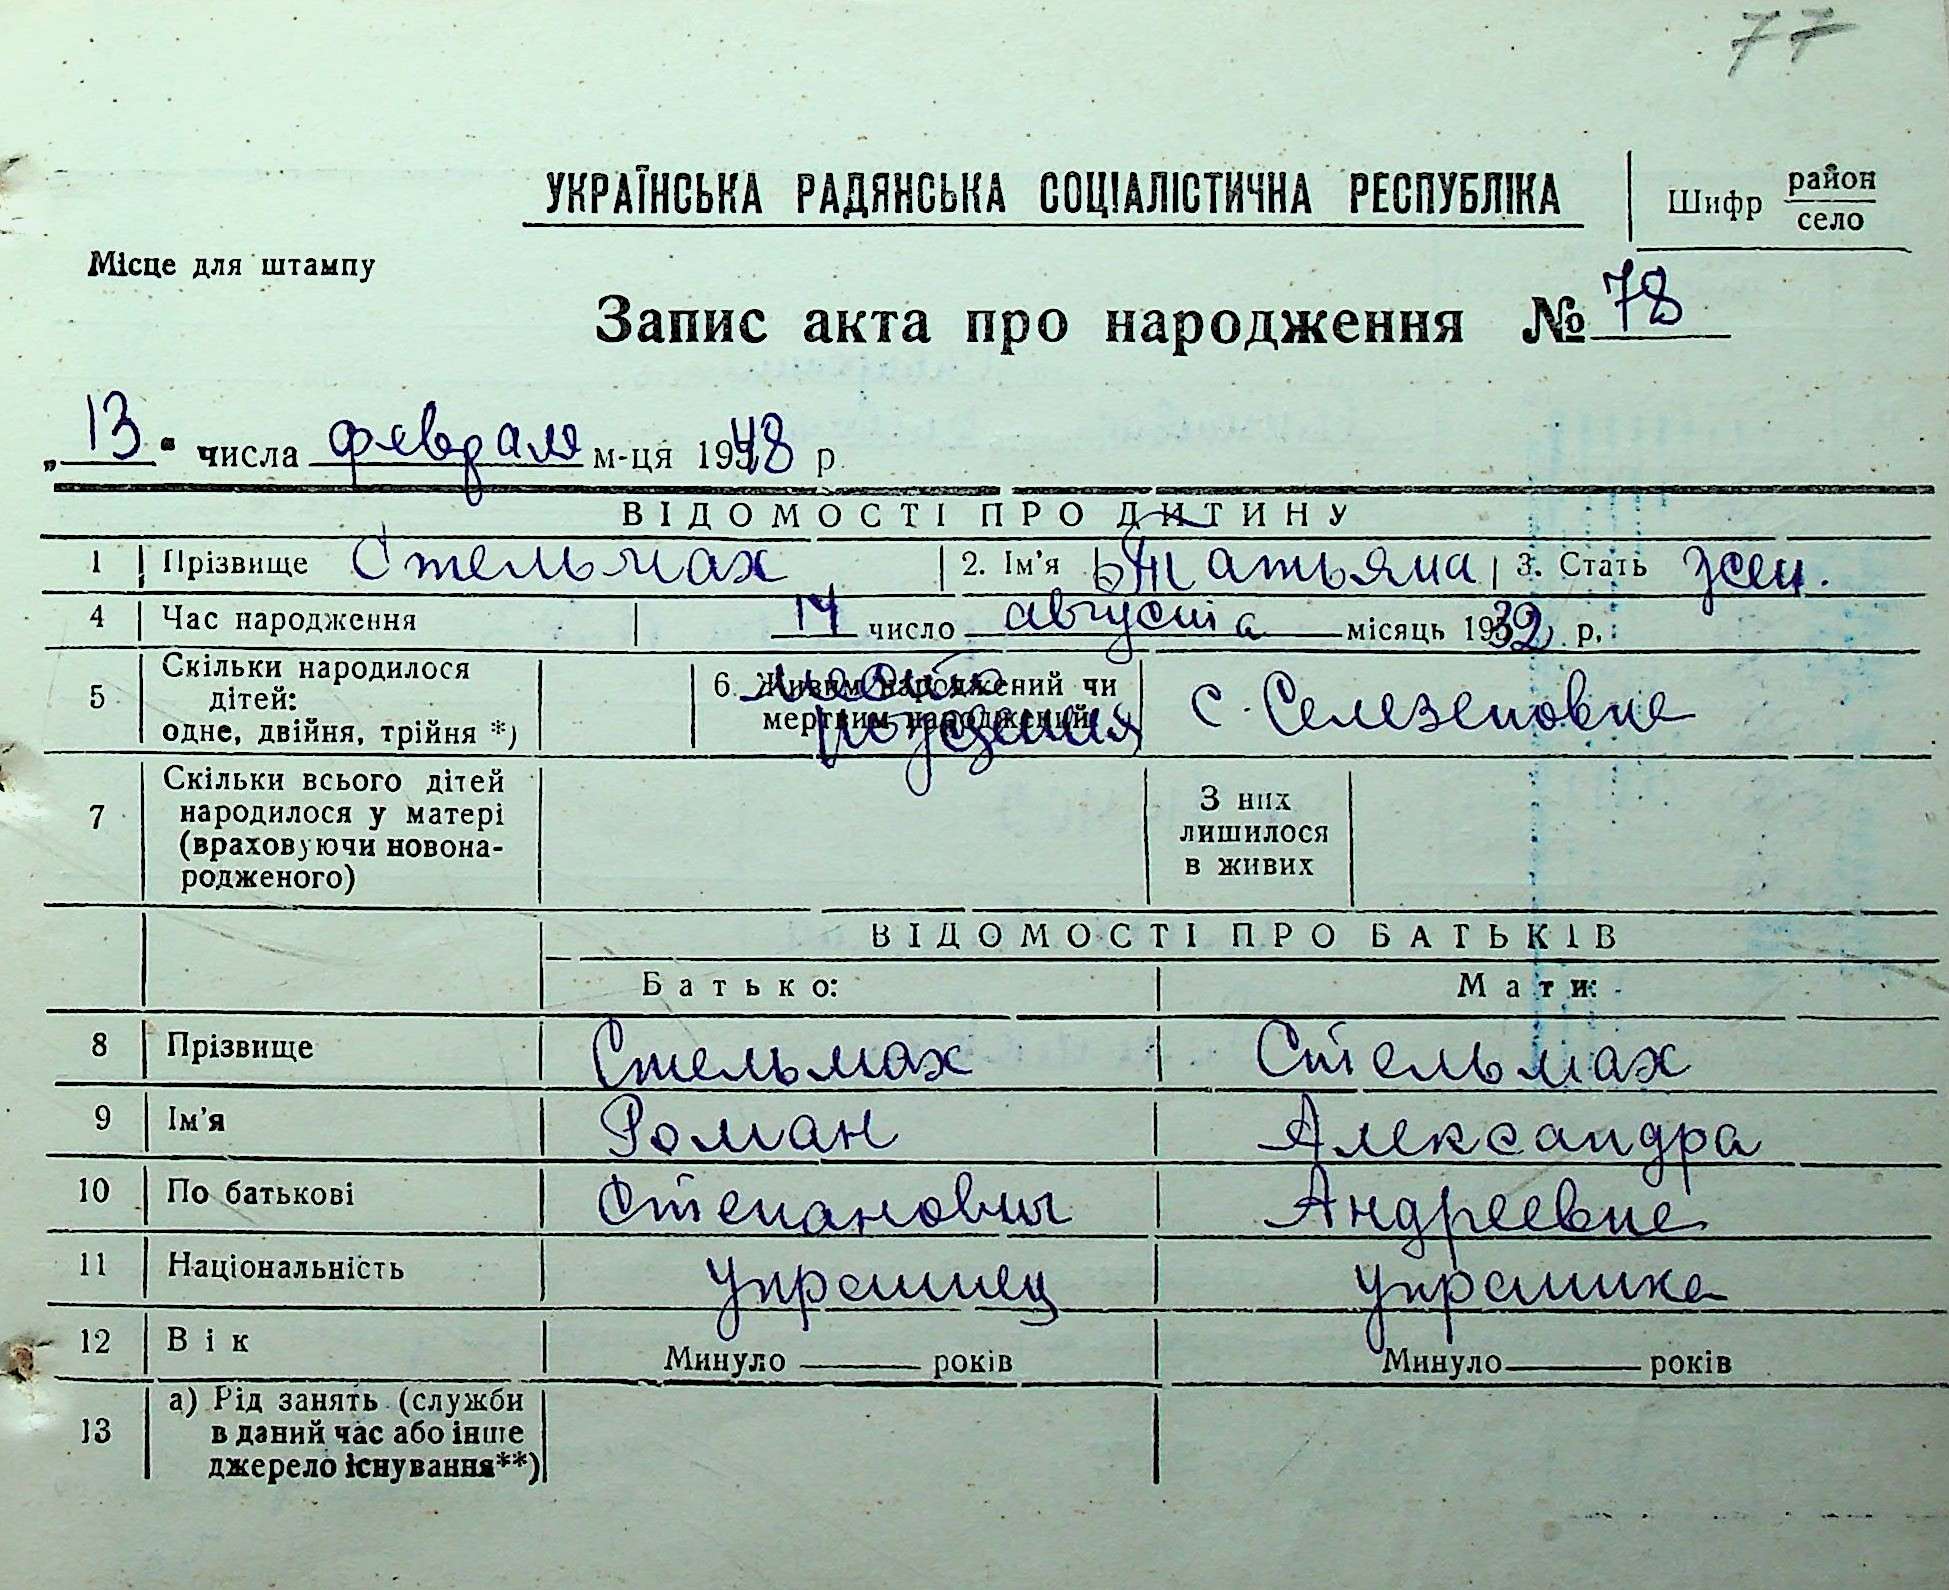 77
УКРАЇНСЬКА РАДЯНСЬКА СОЦІАЛІСТИЧНА РЕСПУБЛІКА
Шифр район село
Місце для штампу
Запис акта про народження № 78
„13" числа февраля м-ця 1948 р.
ВІДОМОСТІ ПРО ДИТИНУ
1 Прізвище Стельмах 2. Ім'я Татьяна 3. Стать жен.
4 Час народження 14 число августа місяць 1932 р.
5 Скільки народилося дітей: одне, двійня, трійня *) 6. Живим народжений чи мертвим народжений место рождения с. Селезеновке
7 Скільки всього дітей народилося у матері (враховуючи новонародженого) З них лишилося в живих
ВІДОМОСТІ ПРО БАТЬКІВ
Батько: Мати:
8 Прізвище Стельмах Стельмах
9 Ім'я Роман Александра
10 По батькові Степановы Андреевне
11 Національність украинец украинка
12 Вік Минуло років Минуло років
13 а) Рід занять (служби в даний час або інше джерело існування**)